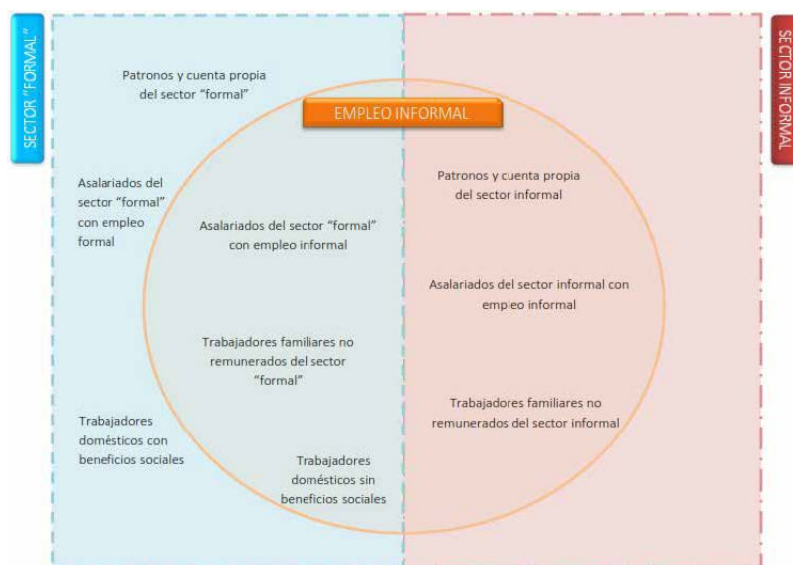 SECTOR "FORMAL"
SECTOR INFORMAL
Patronos y cuenta propia
del sector "formal"
EMPLEO INFORMAL
Asalariados del
sector "formal"
con empleo
formal
Asalariados del sector "formal"
con empleo informal
Patronos y cuenta propia
del sector informal
Asalariados del sector informal con
empleo informal
Trabajadores familiares no
remunerados del sector
"formal"
Trabajadores familiares no
remunerados del sector informal
Trabajadores
domésticos con
beneficios sociales
Trabajadores
domésticos sin
beneficios sociales